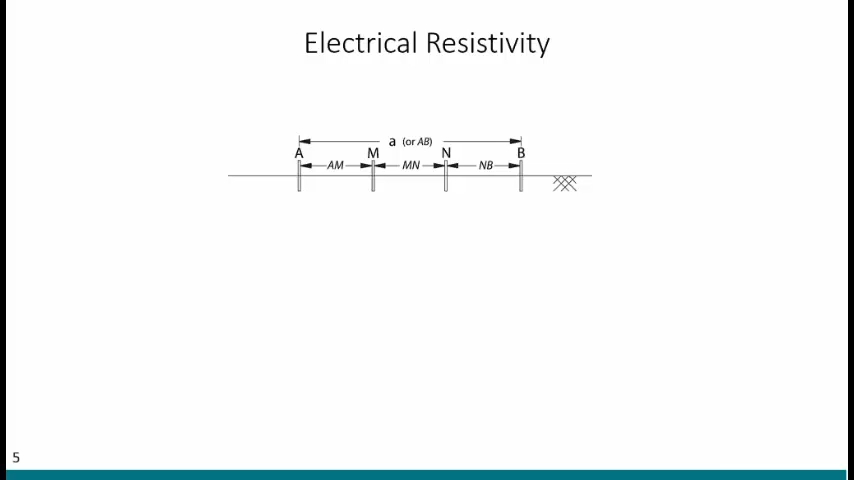 Electrical Resistivity
a (or AB)
A M N B
AM MN NB
5